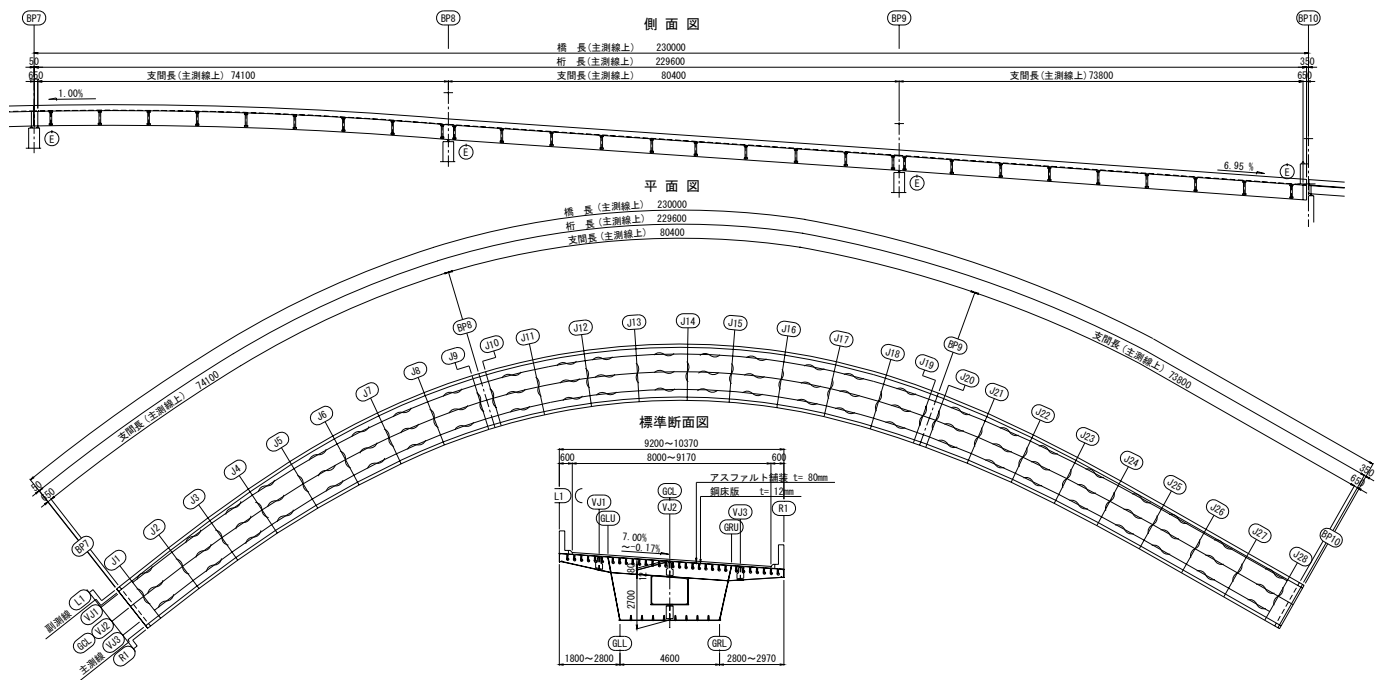 BP7
BP8
BP9
BP10
側面図
橋 長(主測線上) 230000
50
桁 長(主測線上) 229600
350
650
支間長(主測線上) 74100
支間長(主測線上) 80400
支間長(主測線上) 73800
650
1.00%
E
E
E
6.95 %
E
平面図
橋 長(主測線上) 230000
桁 長(主測線上) 229600
支間長(主測線上) 80400
支間長(主測線上) 74100
支間長(主測線上) 73800
50
650
350
650
BP7
BP8
BP9
BP10
J1
J2
J3
J4
J5
J6
J7
J8
J9
J10
J11
J12
J13
J14
J15
J16
J17
J18
J19
J20
J21
J22
J23
J24
J25
J26
J27
J28
副測線
L1
VJ1
GCL
VJ2
主測線
VJ3
R1
標準断面図
9200～10370
600
8000～9170
600
アスファルト舗装 t= 80mm
鋼床版 t= 12mm
L1
VJ1
GLU
GCL
VJ2
GRU
VJ3
R1
7.00%
～-0.17%
2700
GLL
GRL
1800～2800
4600
2800～2970